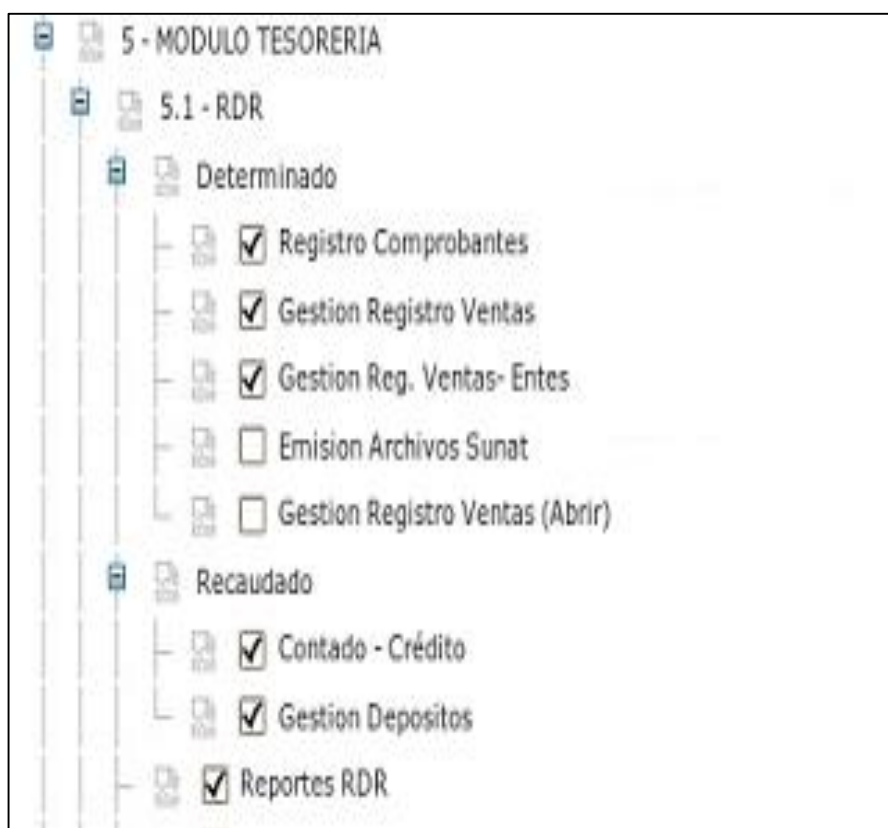 5 - MODULO TESORERIA
5.1 - RDR
Determinado
Registro Comprobantes
Gestion Registro Ventas
Gestion Reg. Ventas- Entes
Emision Archivos Sunat
Gestion Registro Ventas (Abrir)
Recaudado
Contado - Crédito
Gestion Depositos
Reportes RDR